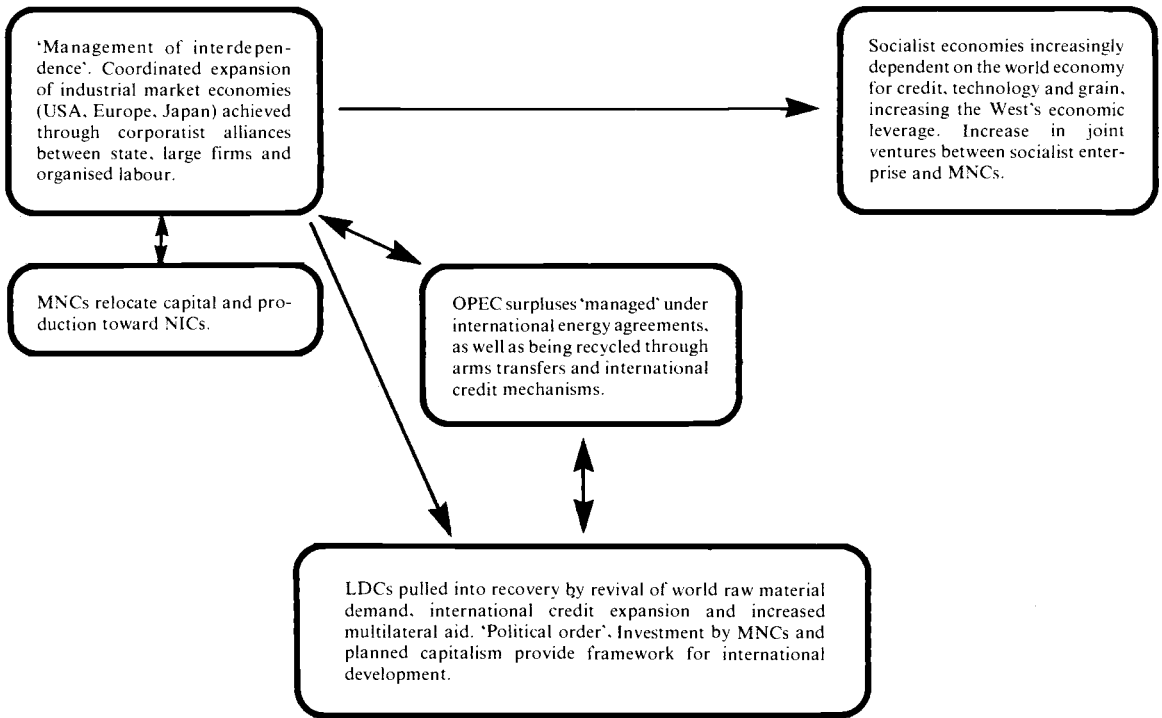 ‘Management of interdepen-
dence’. Coordinated expansion
of industrial market economies
(USA, Europe, Japan) achieved
through corporatist alliances
between state, large firms and
organised labour.
Socialist economies increasingly
dependent on the world economy
for credit, technology and grain,
increasing the West’s economic
leverage. Increase in joint
ventures between socialist enter-
prise and MNCs.
MNCs relocate capital and pro-
duction toward NICs.
OPEC surpluses ‘managed’ under
international energy agreements,
as well as being recycled through
arms transfers and international
credit mechanisms.
LDCs pulled into recovery by revival of world raw material
demand, international credit expansion and increased
multilateral aid. ‘Political order’. Investment by MNCs and
planned capitalism provide framework for international
development.